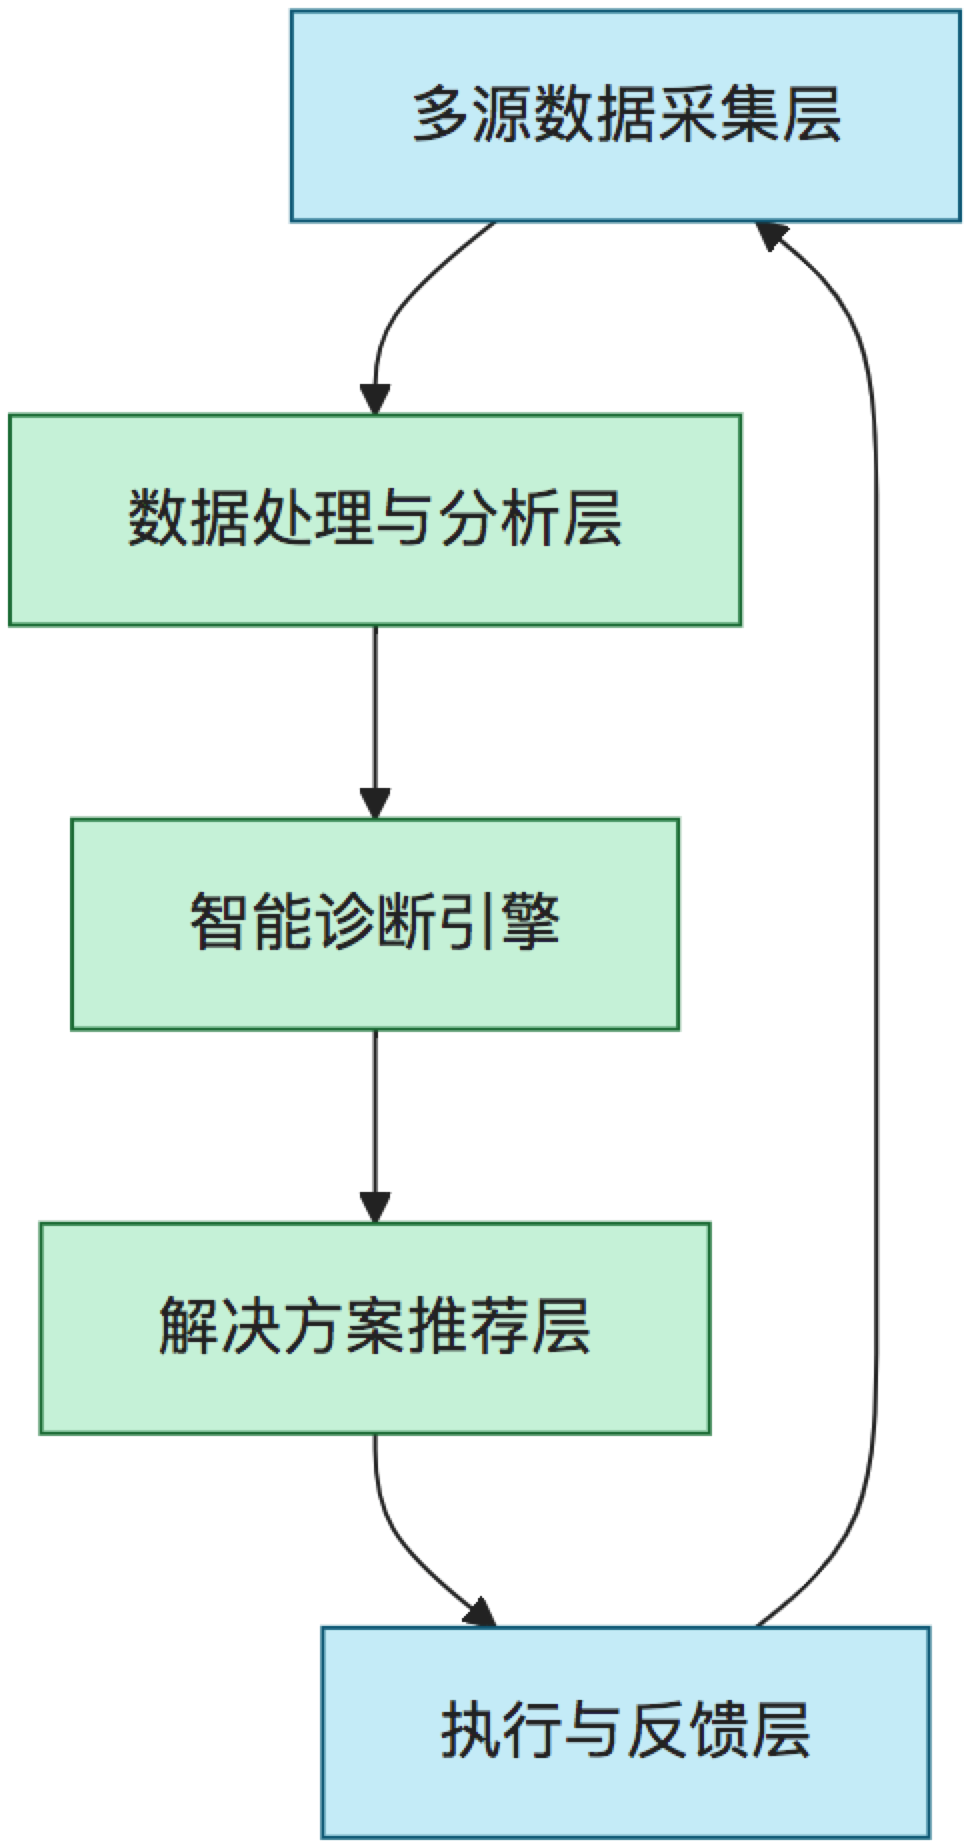 多源数据采集层
数据处理与分析层
智能诊断引擎
解决方案推荐层
执行与反馈层